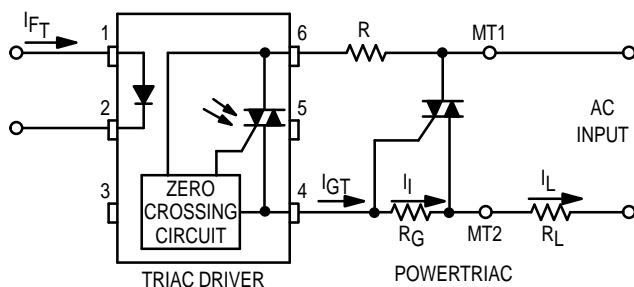 IFT
1
2
3
6
5
4
R
MT1
AC
INPUT
ZERO
CROSSING
CIRCUIT
IGT
II
RG
MT2
IL
RL
TRIAC DRIVER
POWERTRIAC